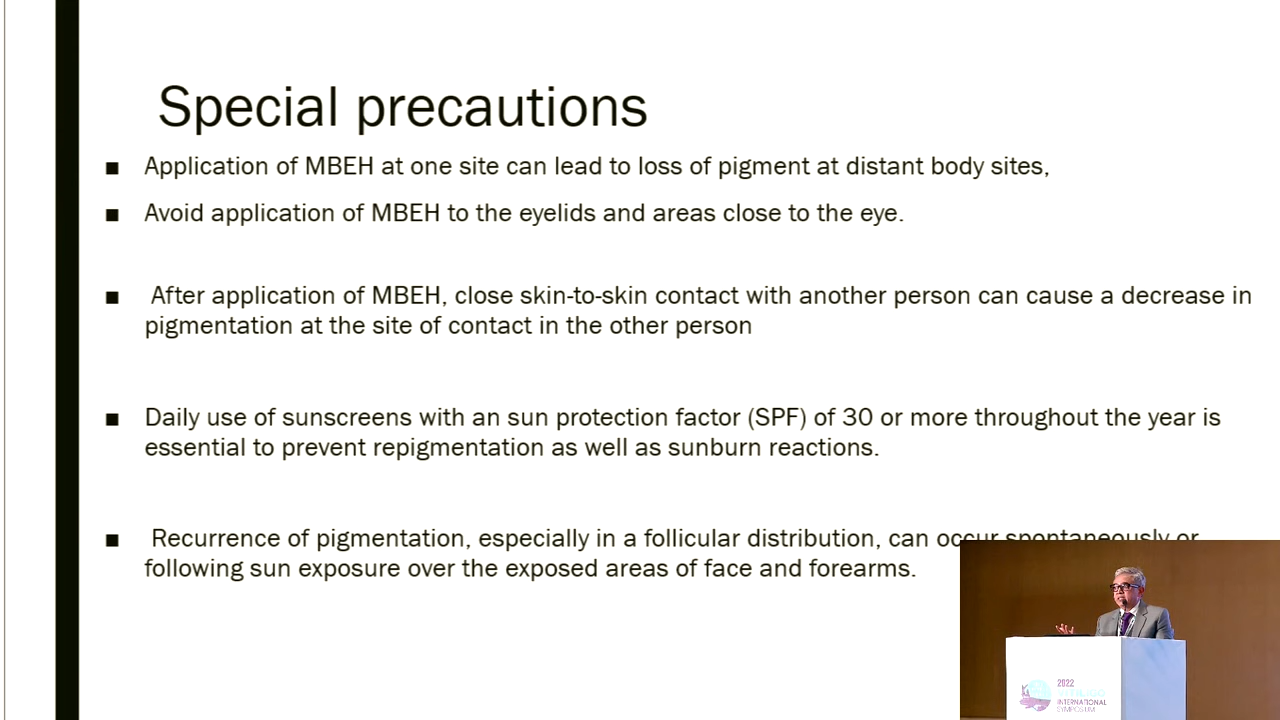 Special precautions
■ Application of MBEH at one site can lead to loss of pigment at distant body sites,
■ Avoid application of MBEH to the eyelids and areas close to the eye.
■ After application of MBEH, close skin-to-skin contact with another person can cause a decrease in
pigmentation at the site of contact in the other person
■ Daily use of sunscreens with an sun protection factor (SPF) of 30 or more throughout the year is
essential to prevent repigmentation as well as sunburn reactions.
■ Recurrence of pigmentation, especially in a follicular distribution, can occur spontaneously or
following sun exposure over the exposed areas of face and forearms.
2022
INTERNATIONAL
SYMPOSIUM